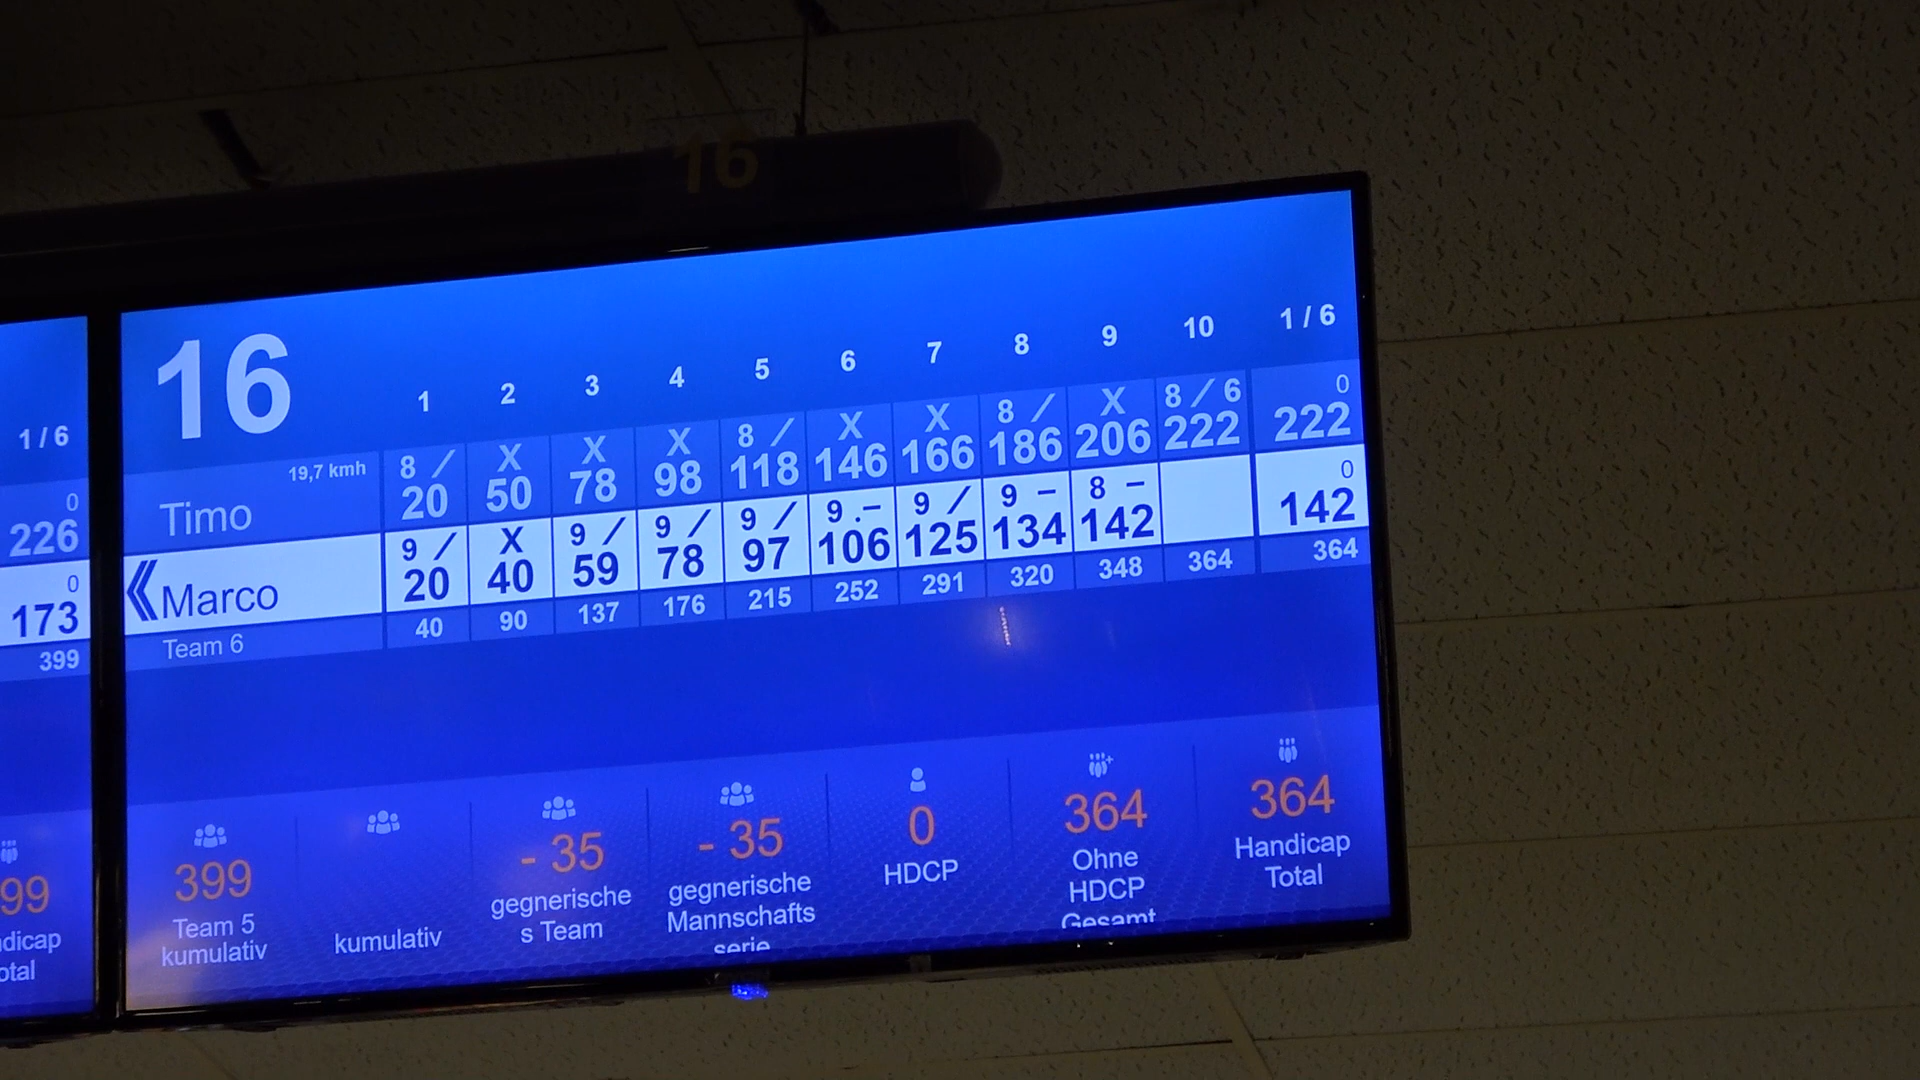 16
1 / 6
0
226
0
173
399
99
dicap
otal
16
1 2 3 4 5 6 7 8 9 10 1 / 6
19,7 kmh
Timo
8 / X X X 8 / X X 8 / X 8 / 6 0
20 50 78 98 118 146 166 186 206 222 222
Marco
9 / X 9 / 9 / 9 / 9 .- 9 / 9 - 8 - 0
20 40 59 78 97 106 125 134 142 142
Team 6
40 90 137 176 215 252 291 320 348 364 364
399
Team 5
kumulativ
kumulativ
- 35
gegnerische
s Team
- 35
gegnerische
Mannschafts
serie
0
HDCP
364
Ohne
HDCP
Gesamt
364
Handicap
Total